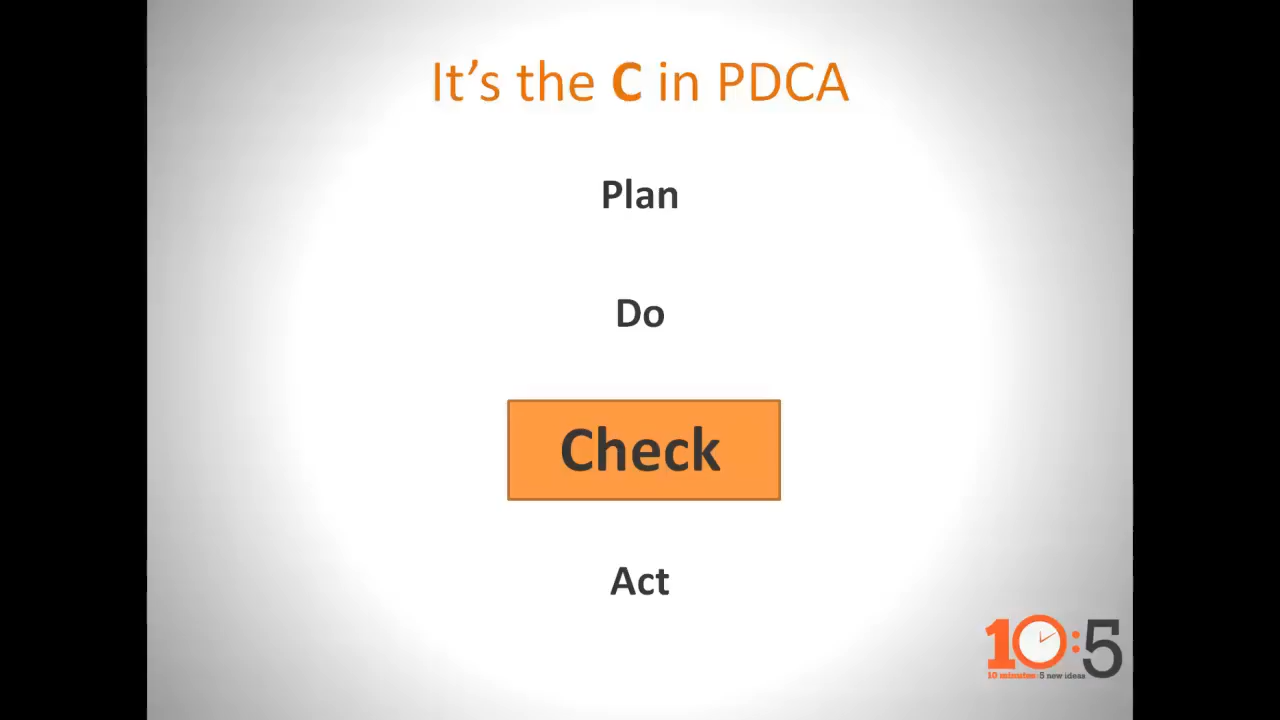 It’s the C in PDCA
Plan
Do
Check
Act
10:5
10 minutes: 5 new ideas